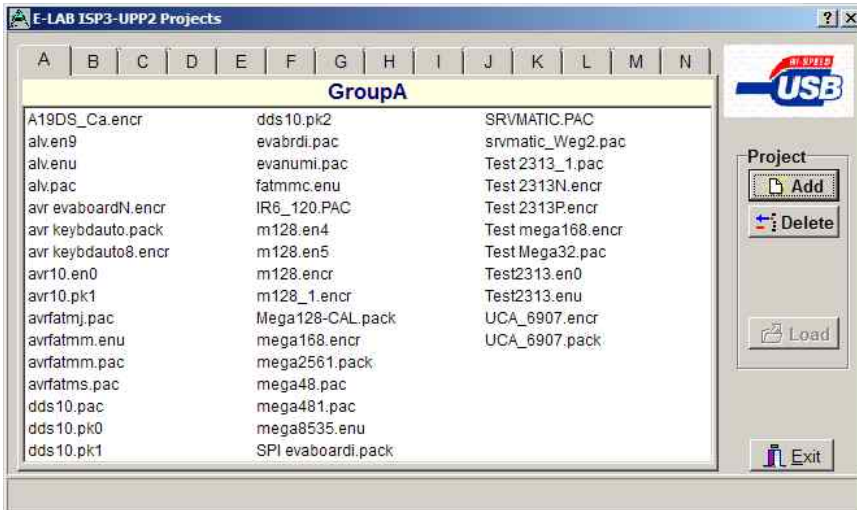 E-LAB ISP3-UPP2 Projects
A B C D E F G H I J K L M N
GroupA
A19DS_Ca.encr
alv.en9
alv.enu
alv.pac
avr evaboardN.encr
avr keybdauto.pack
avr keybdauto8.encr
avr10.en0
avr10.pk1
avrfatmj.pac
avrfatmm.enu
avrfatmm.pac
avrfatms.pac
dds10.pac
dds10.pk0
dds10.pk1
dds10.pk2
evabrdi.pac
evanumi.pac
fatmmc.enu
IR6_120.PAC
m128.en4
m128.en5
m128.encr
m128_1.encr
Mega128-CAL.pack
mega168.encr
mega2561.pack
mega48.pac
mega481.pac
mega8535.enu
SPI evaboardi.pack
SRVMATIC.PAC
srvmatic_Weg2.pac
Test 2313_1.pac
Test 2313N.encr
Test 2313P.encr
Test mega168.encr
Test Mega32.pac
Test2313.en0
Test2313.enu
UCA_6907.encr
UCA_6907.pack
HI-SPEED
USB
Project
Add
Delete
Load
Exit